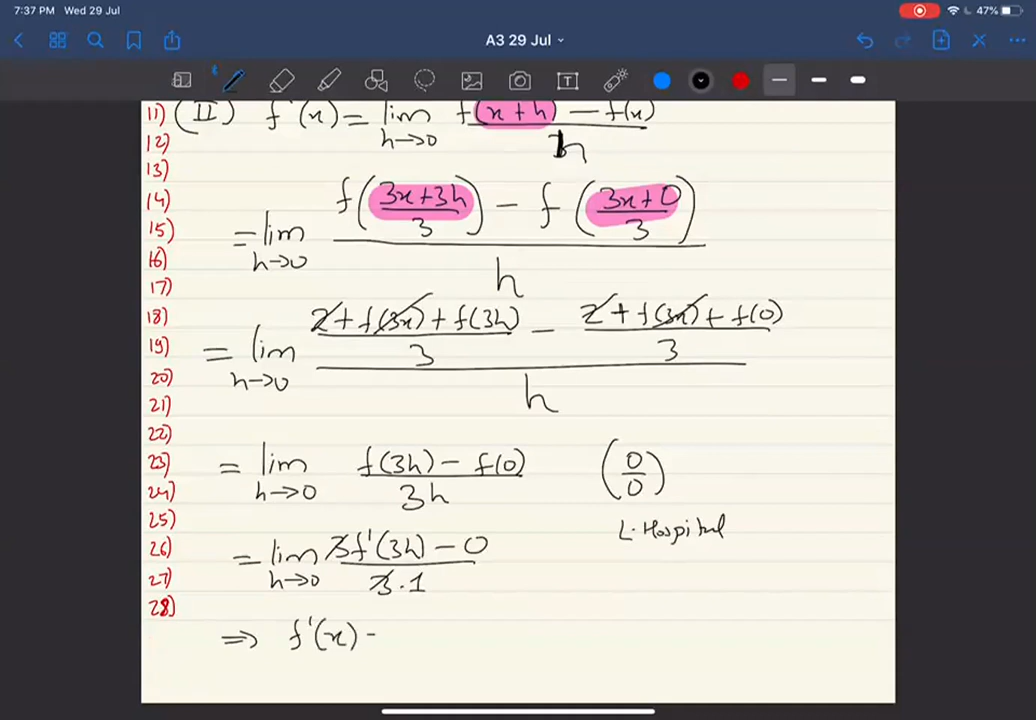 7:37 PM Wed 29 Jul
47%
A3 29 Jul
11) (II) f'(x) = lim h→0 (f(x+h) − f(x))/h
12)
13)
14)
15) = lim h→0 (f((3x+3h)/3) − f((3x+0)/3))/h
16)
17)
18)
19) = lim h→0 ((2+f(3x)+f(3h))/3 − (2+f(3x)+f(0))/3)/h
20)
21)
22)
23) = lim h→0 (f(3h) − f(0))/3h (0/0)
24)
25) L-Hospital
26) = lim h→0 (3f'(3h) − 0)/(3·1)
27)
28)
⇒ f'(x) -